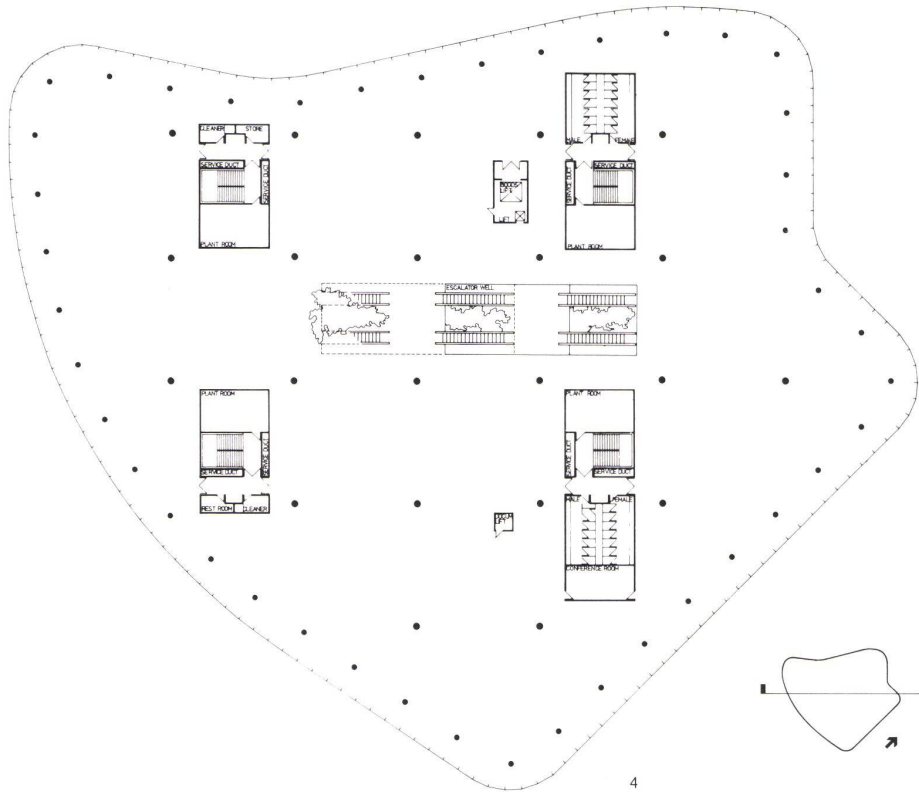 CLEANER STORE
SERVICE DUCT
SERVICE DUCT
PLANT ROOM
MALE FEMALE
SERVICE DUCT
SERVICE DUCT
PLANT ROOM
GOODS
LIFT
LIFT
ESCALATOR WELL
PLANT ROOM
SERVICE DUCT
SERVICE DUCT
REST ROOM CLEANER
PLANT ROOM
SERVICE DUCT
SERVICE DUCT
MALE FEMALE
CONFERENCE ROOM
LIFT
4